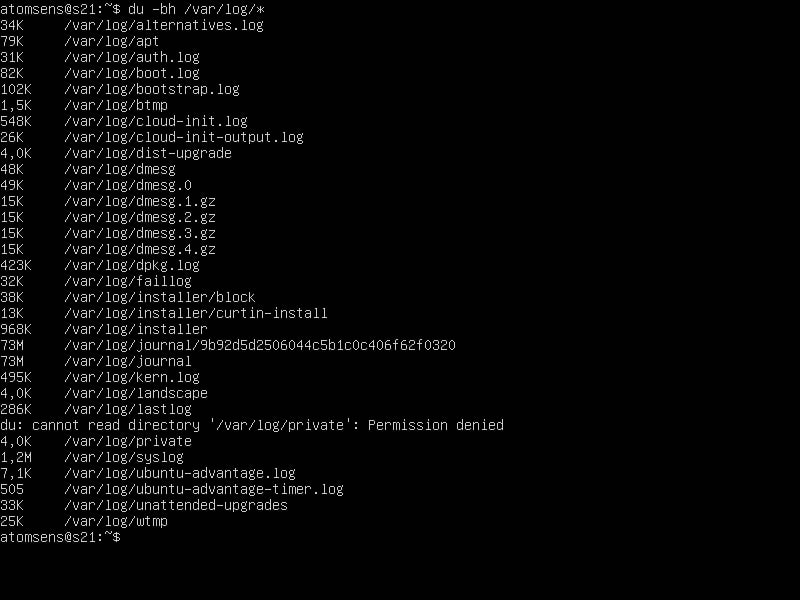 atomsens@s21:~$ du -bh /var/log/*
34K /var/log/alternatives.log
79K /var/log/apt
31K /var/log/auth.log
82K /var/log/boot.log
102K /var/log/bootstrap.log
1,5K /var/log/btmp
548K /var/log/cloud-init.log
26K /var/log/cloud-init-output.log
4,0K /var/log/dist-upgrade
48K /var/log/dmesg
49K /var/log/dmesg.0
15K /var/log/dmesg.1.gz
15K /var/log/dmesg.2.gz
15K /var/log/dmesg.3.gz
15K /var/log/dmesg.4.gz
423K /var/log/dpkg.log
32K /var/log/faillog
38K /var/log/installer/block
13K /var/log/installer/curtin-install
968K /var/log/installer
73M /var/log/journal/9b92d5d2506044c5b1c0c406f62f0320
73M /var/log/journal
495K /var/log/kern.log
4,0K /var/log/landscape
286K /var/log/lastlog
du: cannot read directory '/var/log/private': Permission denied
4,0K /var/log/private
1,2M /var/log/syslog
7,1K /var/log/ubuntu-advantage.log
505 /var/log/ubuntu-advantage-timer.log
33K /var/log/unattended-upgrades
25K /var/log/wtmp
atomsens@s21:~$